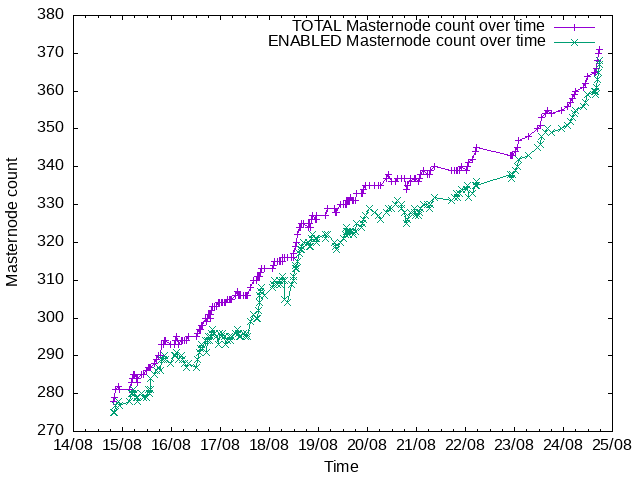 380
370
360
350
340
330
320
310
300
290
280
270
Masternode count
TOTAL Masternode count over time
ENABLED Masternode count over time
14/08 15/08 16/08 17/08 18/08 19/08 20/08 21/08 22/08 23/08 24/08 25/08
Time